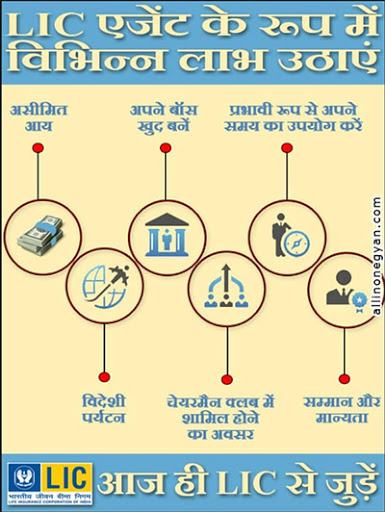 LIC एजेंट के रूप में
विभिन्न लाभ उठाएं
असीमित
आय
अपने बॉस
खुद बनें
प्रभावी रूप से अपने
समय का उपयोग करें
allinonegyan.com
विदेशी
पर्यटन
चेयरमैन क्लब में
शामिल होने
का अवसर
सम्मान और
मान्यता
LIC
भारतीय जीवन बीमा निगम
LIFE INSURANCE CORPORATION OF INDIA
आज ही LIC से जुड़ें